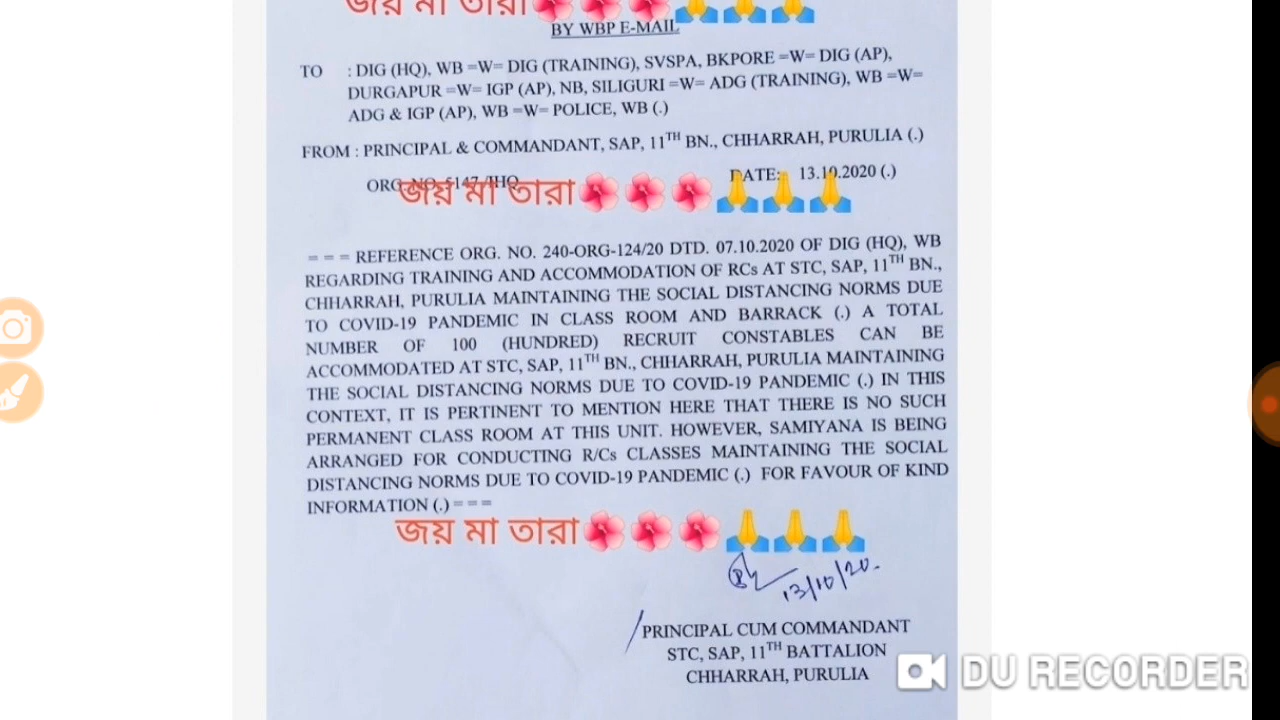 জয় মা তারা🌺🌺🌺🙏🙏🙏
BY WBP E-MAIL
TO : DIG (HQ), WB =W= DIG (TRAINING), SVSPA, BKPORE =W= DIG (AP),
DURGAPUR =W= IGP (AP), NB, SILIGURI =W= ADG (TRAINING), WB =W=
ADG & IGP (AP), WB =W= POLICE, WB (.)
FROM : PRINCIPAL & COMMANDANT, SAP, 11TH BN., CHHARRAH, PURULIA (.)
ORG. NO. 5147 /HQ DATE: 13.10.2020 (.)
জয় মা তারা🌺🌺🌺🙏🙏🙏
= = = REFERENCE ORG. NO. 240-ORG-124/20 DTD. 07.10.2020 OF DIG (HQ), WB
REGARDING TRAINING AND ACCOMMODATION OF RCs AT STC, SAP, 11TH BN.,
CHHARRAH, PURULIA MAINTAINING THE SOCIAL DISTANCING NORMS DUE
TO COVID-19 PANDEMIC IN CLASS ROOM AND BARRACK (.) A TOTAL
NUMBER OF 100 (HUNDRED) RECRUIT CONSTABLES CAN BE
ACCOMMODATED AT STC, SAP, 11TH BN., CHHARRAH, PURULIA MAINTAINING
THE SOCIAL DISTANCING NORMS DUE TO COVID-19 PANDEMIC (.) IN THIS
CONTEXT, IT IS PERTINENT TO MENTION HERE THAT THERE IS NO SUCH
PERMANENT CLASS ROOM AT THIS UNIT. HOWEVER, SAMIYANA IS BEING
ARRANGED FOR CONDUCTING R/Cs CLASSES MAINTAINING THE SOCIAL
DISTANCING NORMS DUE TO COVID-19 PANDEMIC (.) FOR FAVOUR OF KIND
INFORMATION (.) = = =
জয় মা তারা🌺🌺🌺🙏🙏🙏
13/10/20.
PRINCIPAL CUM COMMANDANT
STC, SAP, 11TH BATTALION
CHHARRAH, PURULIA
DU RECORDER